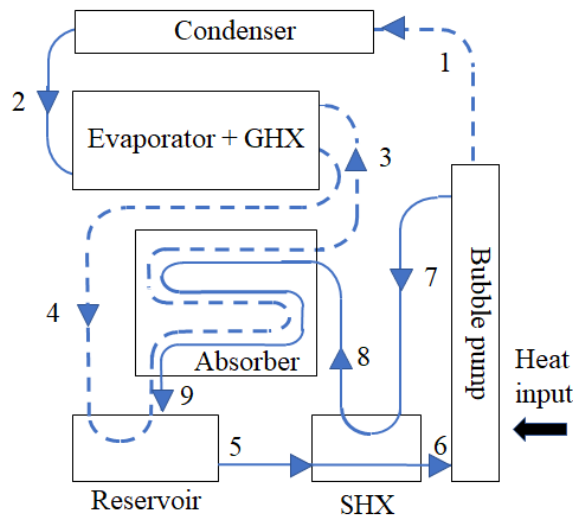 Condenser
1
2
Evaporator + GHX
3
4
7
Bubble pump
Absorber
8
Heat
input
9
5
6
Reservoir
SHX